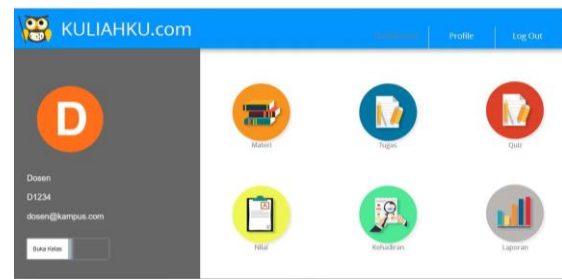 KULIAHKU.com
Profile
Log Out
D
Dosen
D1234
dosen@kampus.com
Buka Kelas
Materi
Tugas
Quiz
Nilai
Kehadiran
Laporan